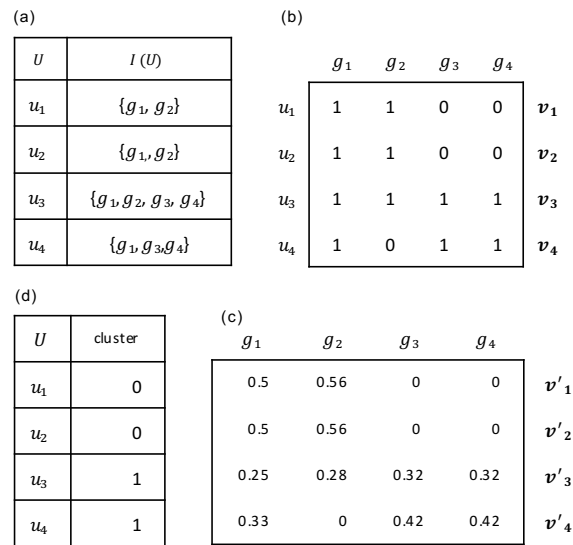 (a)
U I (U)
u₁ {g₁, g₂}
u₂ {g₁,, g₂}
u₃ {g₁, g₂, g₃, g₄}
u₄ {g₁,g₃,g₄}
(b)
g₁ g₂ g₃ g₄
u₁ 1 1 0 0 v₁
u₂ 1 1 0 0 v₂
u₃ 1 1 1 1 v₃
u₄ 1 0 1 1 v₄
(d)
U cluster
u₁ 0
u₂ 0
u₃ 1
u₄ 1
(c)
g₁ g₂ g₃ g₄
0.5 0.56 0 0 v'₁
0.5 0.56 0 0 v'₂
0.25 0.28 0.32 0.32 v'₃
0.33 0 0.42 0.42 v'₄